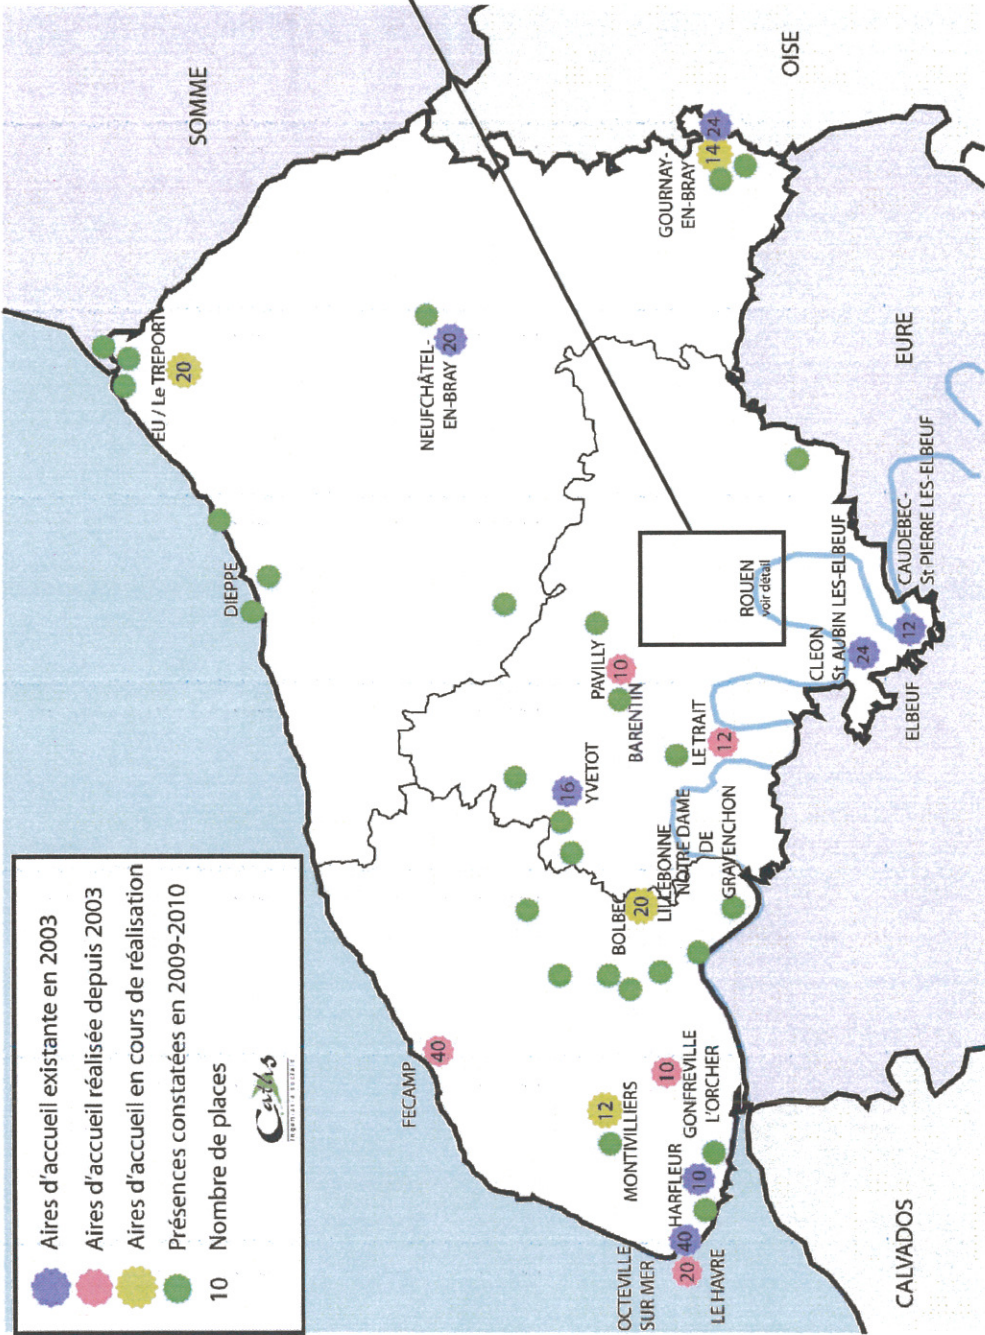 Aires d'accueil existante en 2003
Aires d'accueil réalisée depuis 2003
Aires d'accueil en cours de réalisation
Présences constatées en 2009-2010
10 Nombre de places
Caths
SOMME
OISE
EURE
CALVADOS
EU / Le TREPORT
20
DIEPPE
NEUFCHÂTEL-
EN-BRAY
20
GOURNAY-
EN-BRAY
14
24
FECAMP
40
YVETOT
16
PAVILLY
10
BARENTIN
LE TRAIT
12
ROUEN
voir détail
BOLBEC
20
LILLEBONNE
NOTRE DAME
DE
GRAVENCHON
CLEON
St AUBIN LES-ELBEUF
24
CAUDEBEC-
St PIERRE LES-ELBEUF
12
ELBEUF
MONTIVILLIERS
12
10
GONFREVILLE
L'ORCHER
HARFLEUR
10
OCTEVILLE
SUR MER
20
40
LE HAVRE